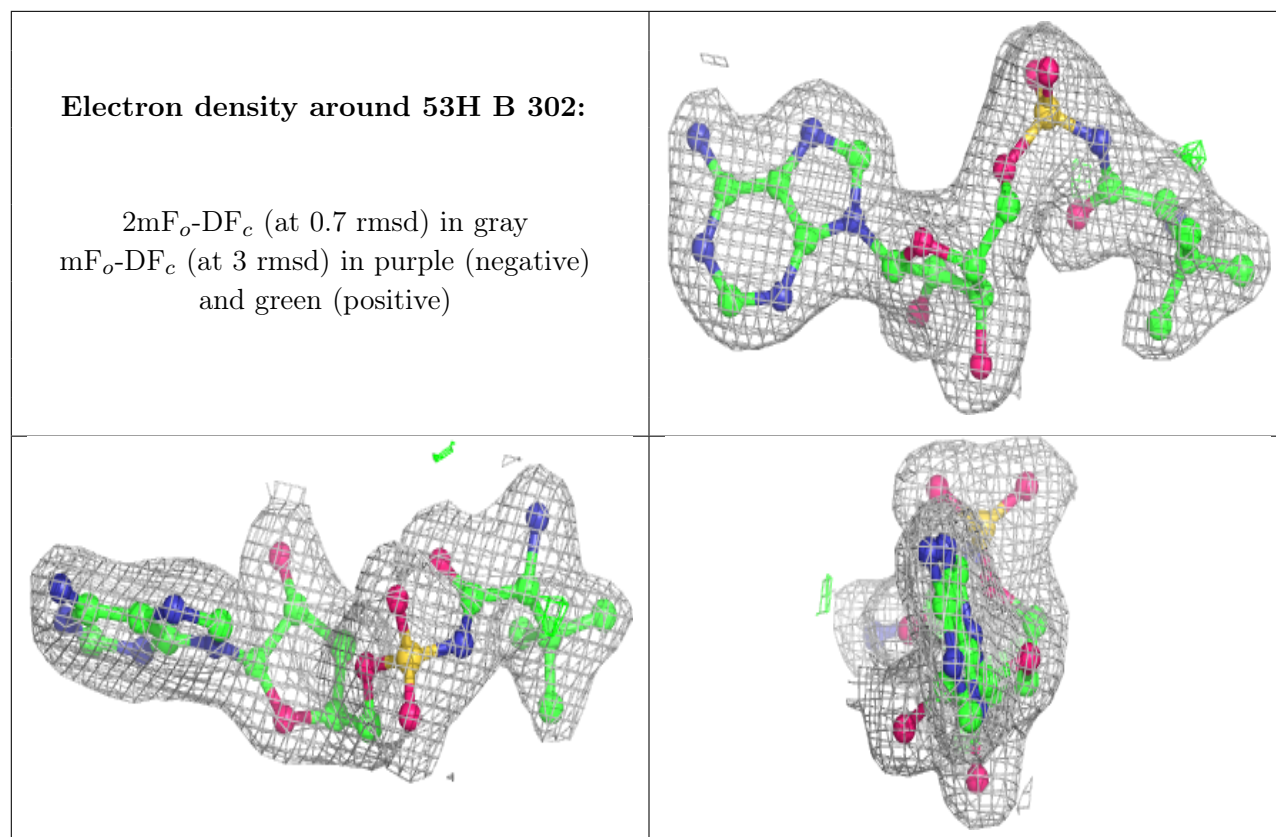 Electron density around 53H B 302:
2mFo-DFc (at 0.7 rmsd) in gray
mFo-DFc (at 3 rmsd) in purple (negative)
and green (positive)